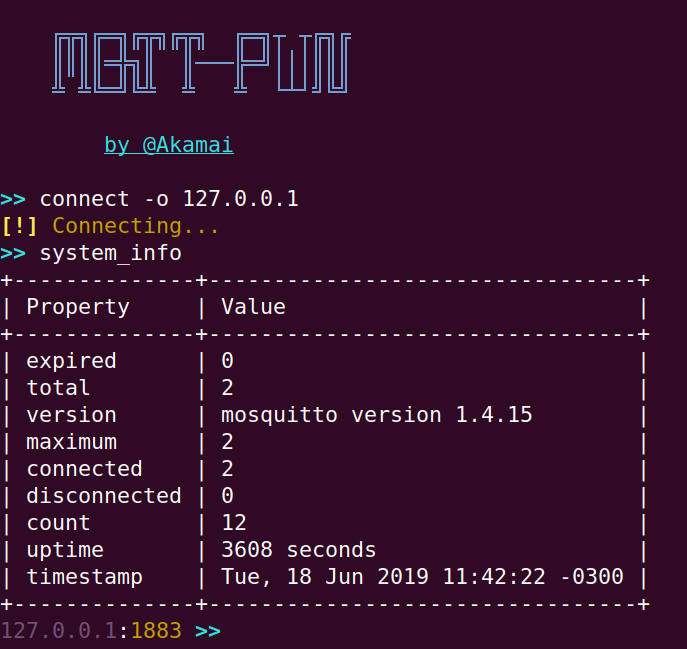 MQTT-PWN
by @Akamai
>> connect -o 127.0.0.1
[!] Connecting...
>> system_info
+--------------+---------------------------------+
| Property     | Value                           |
+--------------+---------------------------------+
| expired      | 0                               |
| total        | 2                               |
| version      | mosquitto version 1.4.15        |
| maximum      | 2                               |
| connected    | 2                               |
| disconnected | 0                               |
| count        | 12                              |
| uptime       | 3608 seconds                    |
| timestamp    | Tue, 18 Jun 2019 11:42:22 -0300 |
+--------------+---------------------------------+
127.0.0.1:1883 >>